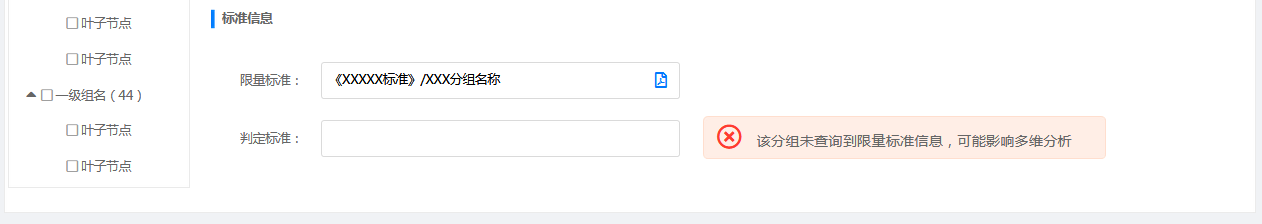 叶子节点
叶子节点
一级组名（44）
叶子节点
叶子节点
标准信息
限量标准：
《XXXXX标准》/XXX分组名称
判定标准：
该分组未查询到限量标准信息，可能影响多维分析